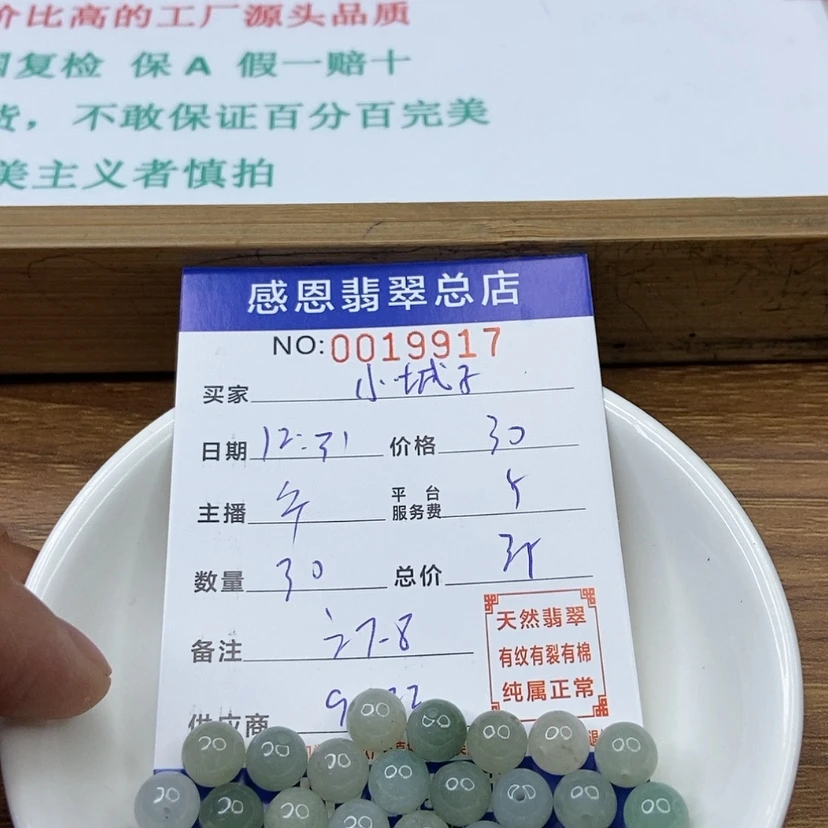 价比高的工厂源头品质
国复检 保A 假一赔十
货，不敢保证百分百完美
美主义者慎拍
感恩翡翠总店
NO:0019917
买家 小城子
日期 12:31 价格 30
主播 平台服务费 5
数量 30 总价 35
备注 7-8
供应商 9
天然翡翠
有纹有裂有棉
纯属正常